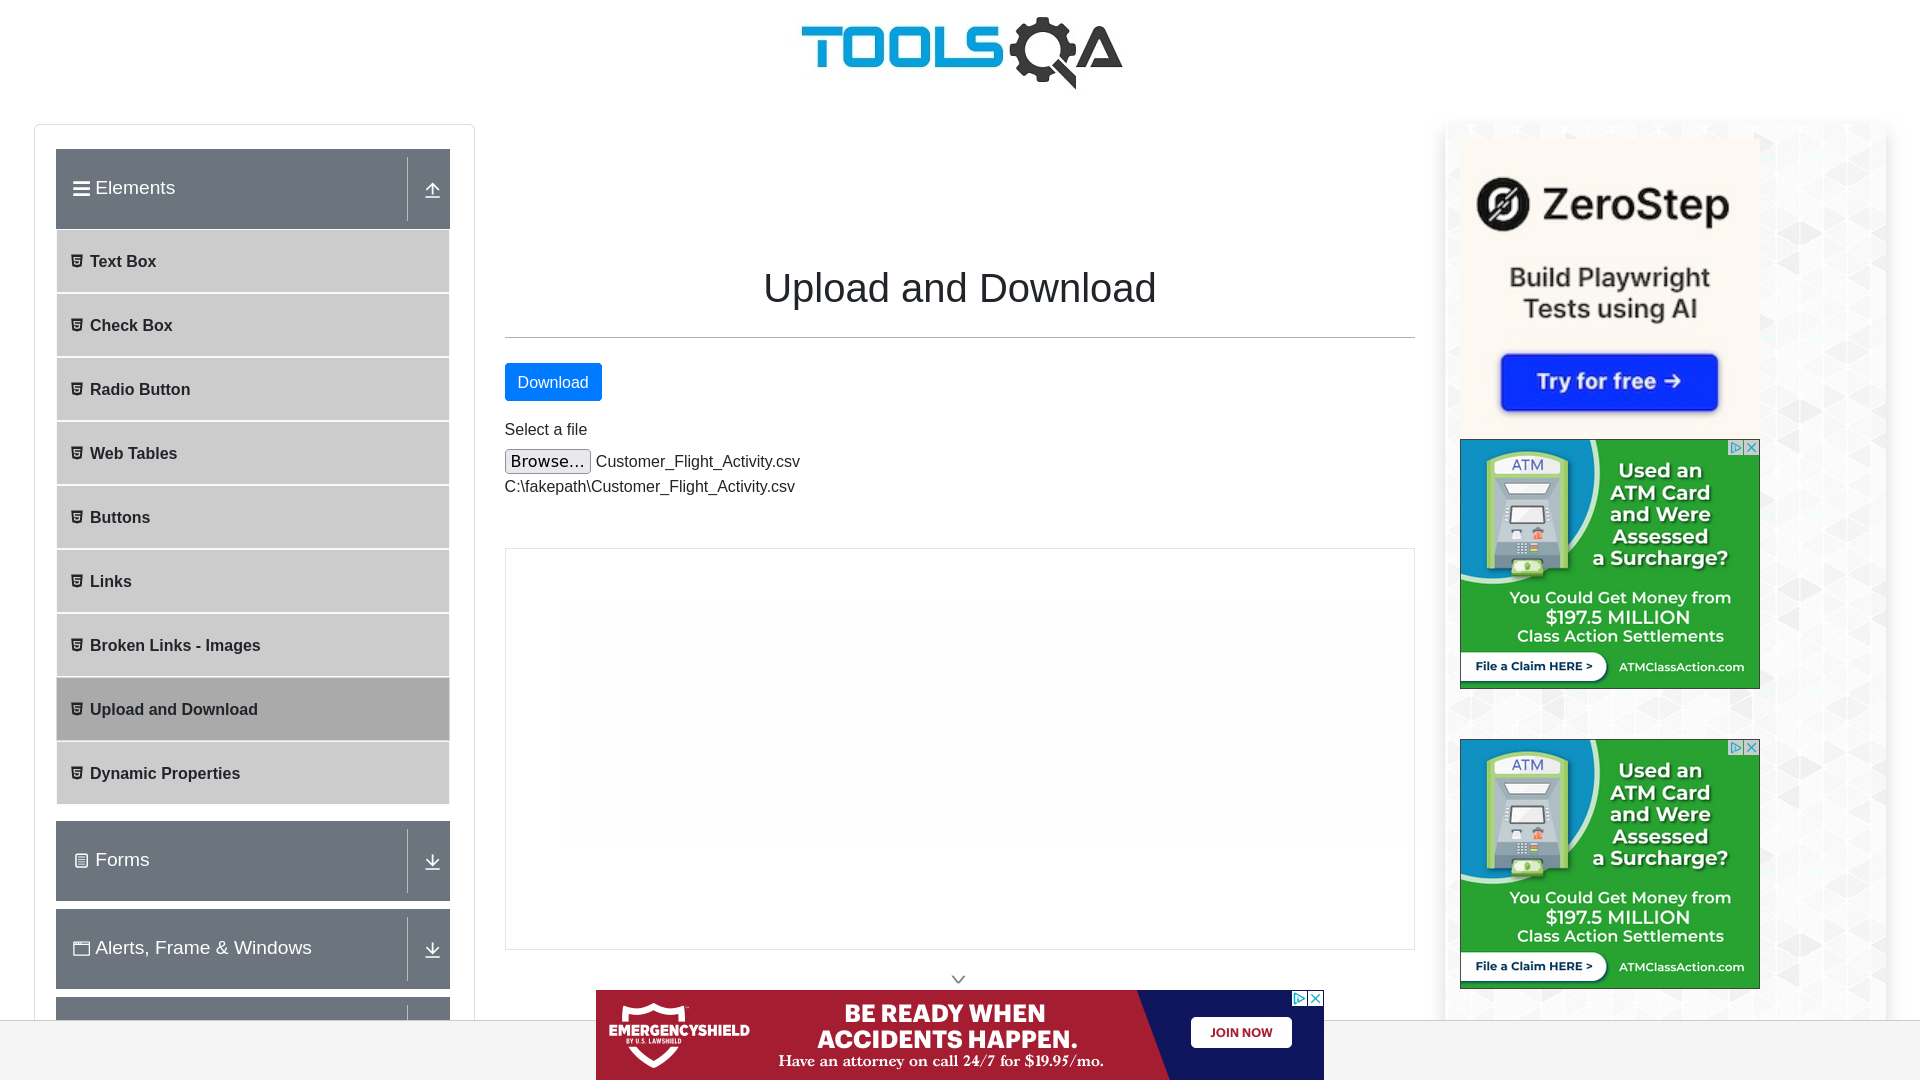 TOOLSQA
Elements
Text Box
Check Box
Radio Button
Web Tables
Buttons
Links
Broken Links - Images
Upload and Download
Dynamic Properties
Forms
Alerts, Frame & Windows
Upload and Download
Download
Select a file
Browse...
Customer_Flight_Activity.csv
C:\fakepath\Customer_Flight_Activity.csv
ZeroStep
Build Playwright
Tests using AI
Try for free →
ATM
Used an
ATM Card
and Were
Assessed
a Surcharge?
You Could Get Money from
$197.5 MILLION
Class Action Settlements
File a Claim HERE >
ATMClassAction.com
ATM
Used an
ATM Card
and Were
Assessed
a Surcharge?
You Could Get Money from
$197.5 MILLION
Class Action Settlements
File a Claim HERE >
ATMClassAction.com
EMERGENCYSHIELD
BY U.S. LAWSHIELD
BE READY WHEN
ACCIDENTS HAPPEN.
Have an attorney on call 24/7 for $19.95/mo.
JOIN NOW